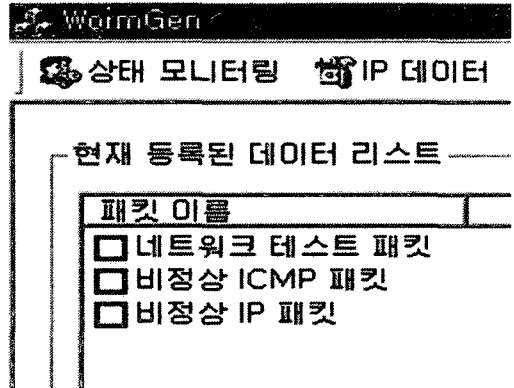 WormGen
상태 모니터링 IP 데이터
현재 등록된 데이터 리스트
패킷 이름
네트워크 테스트 패킷
비정상 ICMP 패킷
비정상 IP 패킷